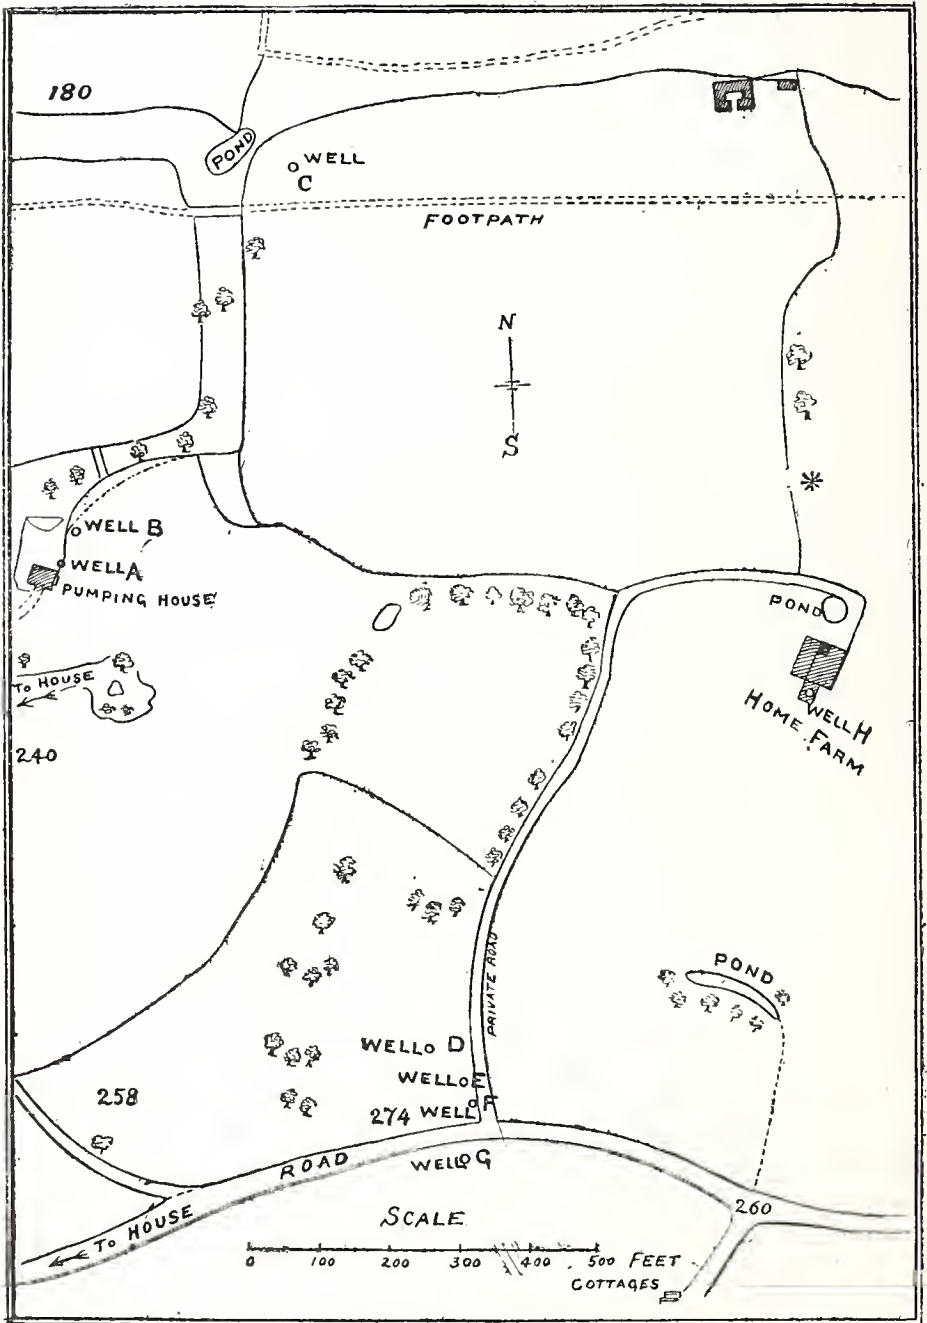 180
POND
WELL
C
FOOTPATH
N
S
WELL B
WELL A
PUMPING HOUSE
POND
TO HOUSE
WELL H
HOME FARM
240
POND
PRIVATE ROAD
WELL D
WELL E
258
274 WELL F
ROAD
WELL G
260
TO HOUSE
SCALE
0 100 200 300 400 500 FEET
COTTAGES